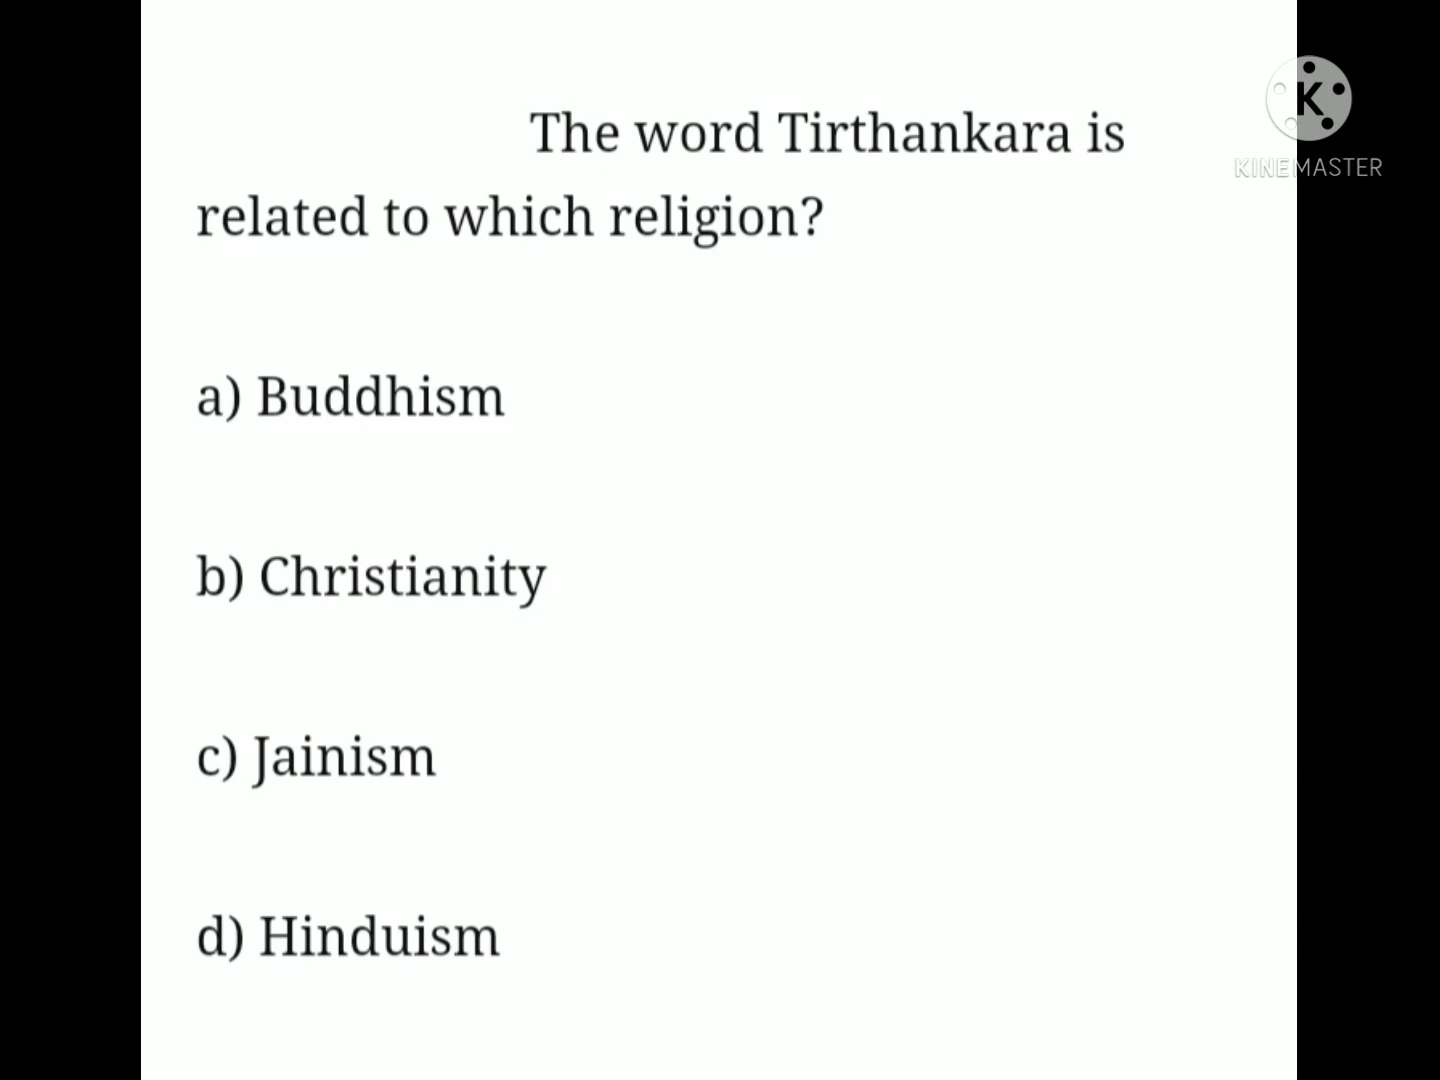 The word Tirthankara is
related to which religion?
a) Buddhism
b) Christianity
c) Jainism
d) Hinduism
K
KINEMASTER